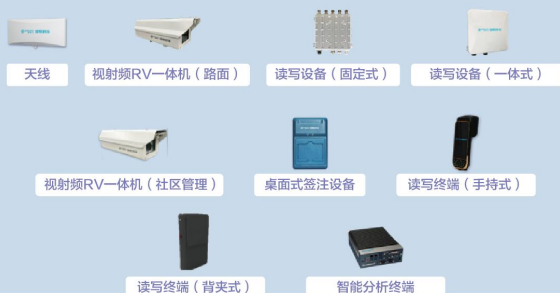 天线
视射频RV一体机（路面）
读写设备（固定式）
读写设备（一体式）
视射频RV一体机（社区管理）
桌面式签注设备
读写终端（手持式）
读写终端（背夹式）
智能分析终端